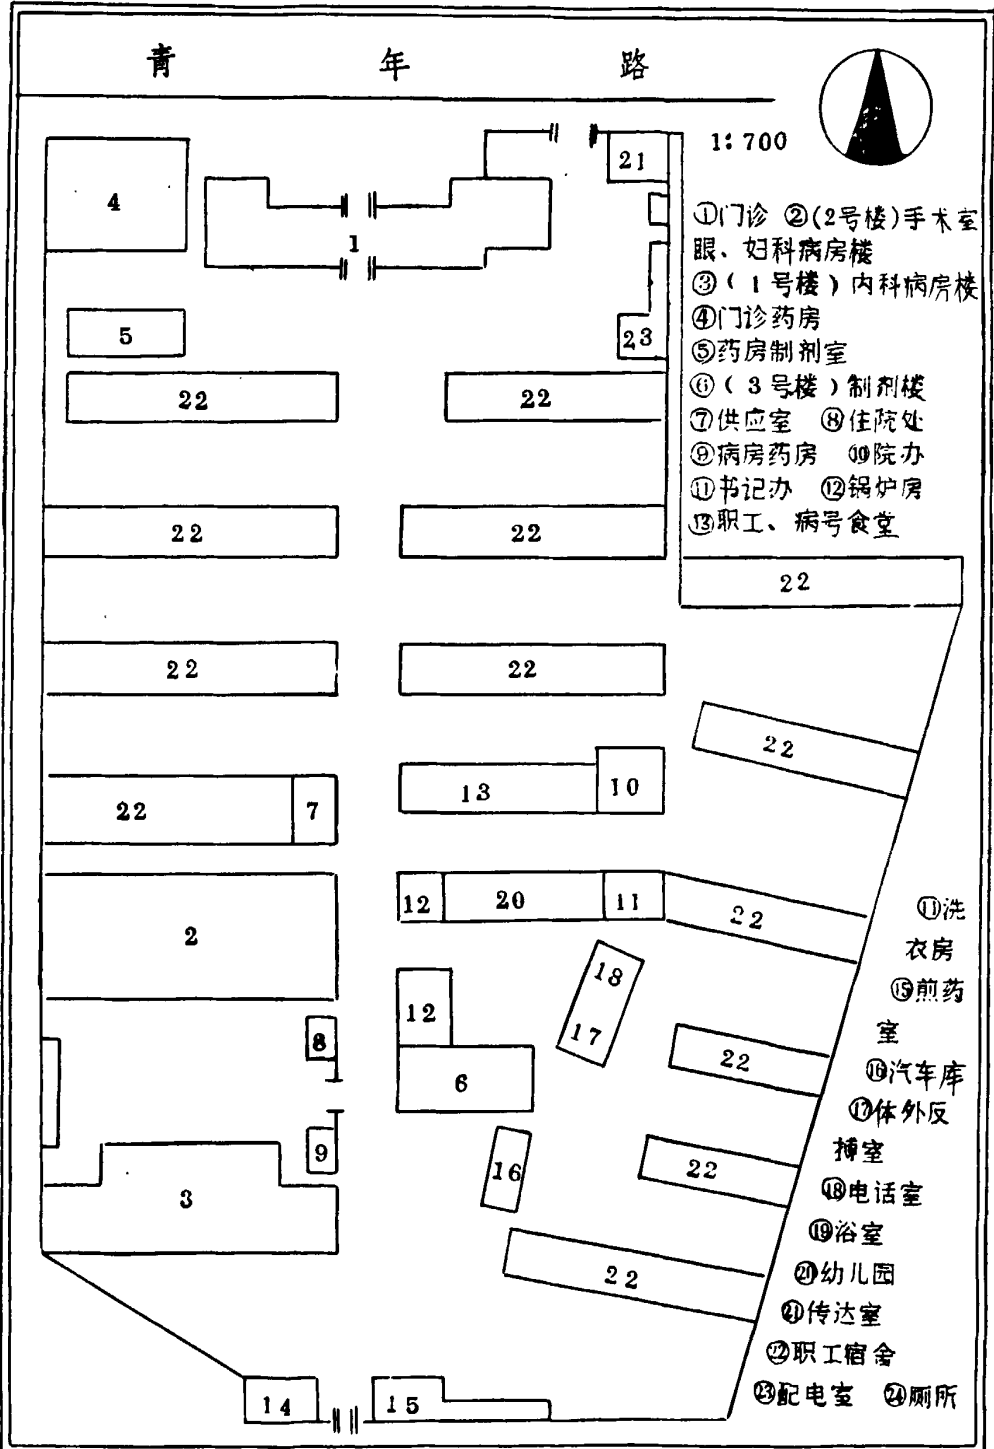 青年路
1:700
①门诊 ②(2号楼)手术室
眼、妇科病房楼
③(1号楼)内科病房楼
④门诊药房
⑤药房制剂室
⑥(3号楼)制剂楼
⑦供应室 ⑧住院处
⑨病房药房 ⑩院办
⑪书记办 ⑫锅炉房
⑬职工、病号食堂
21
4
1
5
23
22
22
22
22
22
22
22
22
22
7
13
10
2
12
20
11
22
18
17
12
6
22
8
9
16
22
3
22
14
15
⑪洗
衣房
⑮煎药
室
⑯汽车库
⑰体外反
搏室
⑱电话室
⑲浴室
⑳幼儿园
㉑传达室
㉒职工宿舍
㉓配电室 ㉔厕所